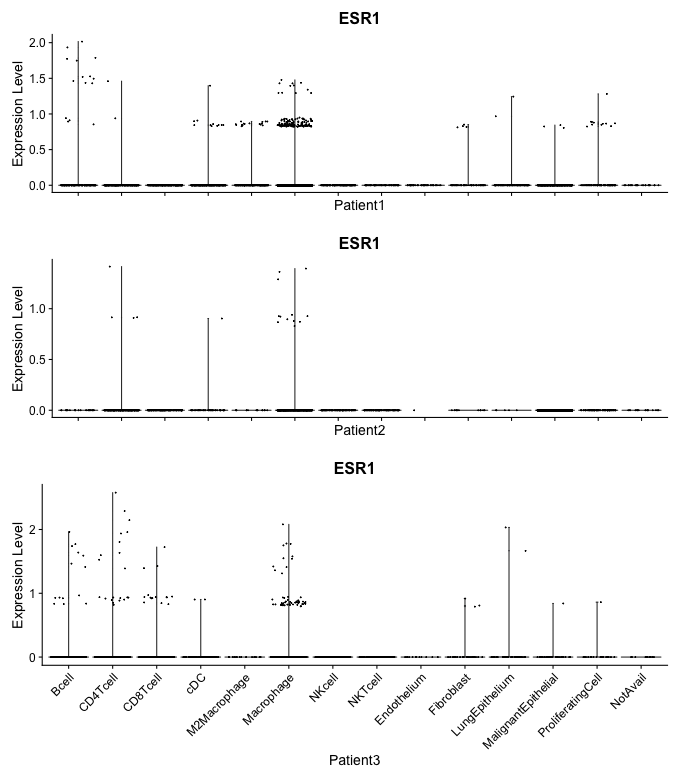 ESR1
Expression Level
2.0
1.5
1.0
0.5
0.0
Patient1
ESR1
Expression Level
1.0
0.5
0.0
Patient2
ESR1
Expression Level
2
1
0
Bcell
CD4Tcell
CD8Tcell
cDC
M2Macrophage
Macrophage
NKcell
NKTcell
Endothelium
Fibroblast
LungEpithelium
MalignantEpithelial
ProliferatingCell
NotAvail
Patient3